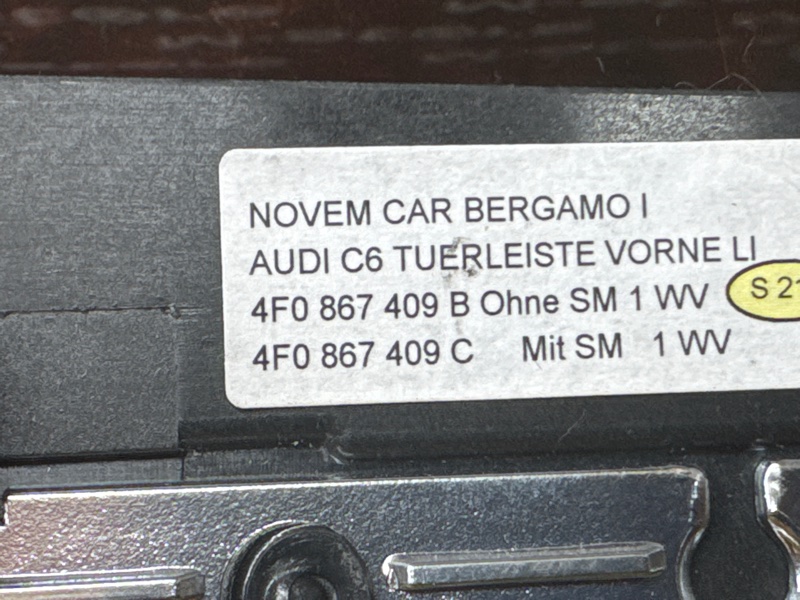 NOVEM CAR BERGAMO I
AUDI C6 TUERLEISTE VORNE LI
4F0 867 409 B Ohne SM 1 WV
S 21
4F0 867 409 C Mit SM 1 WV